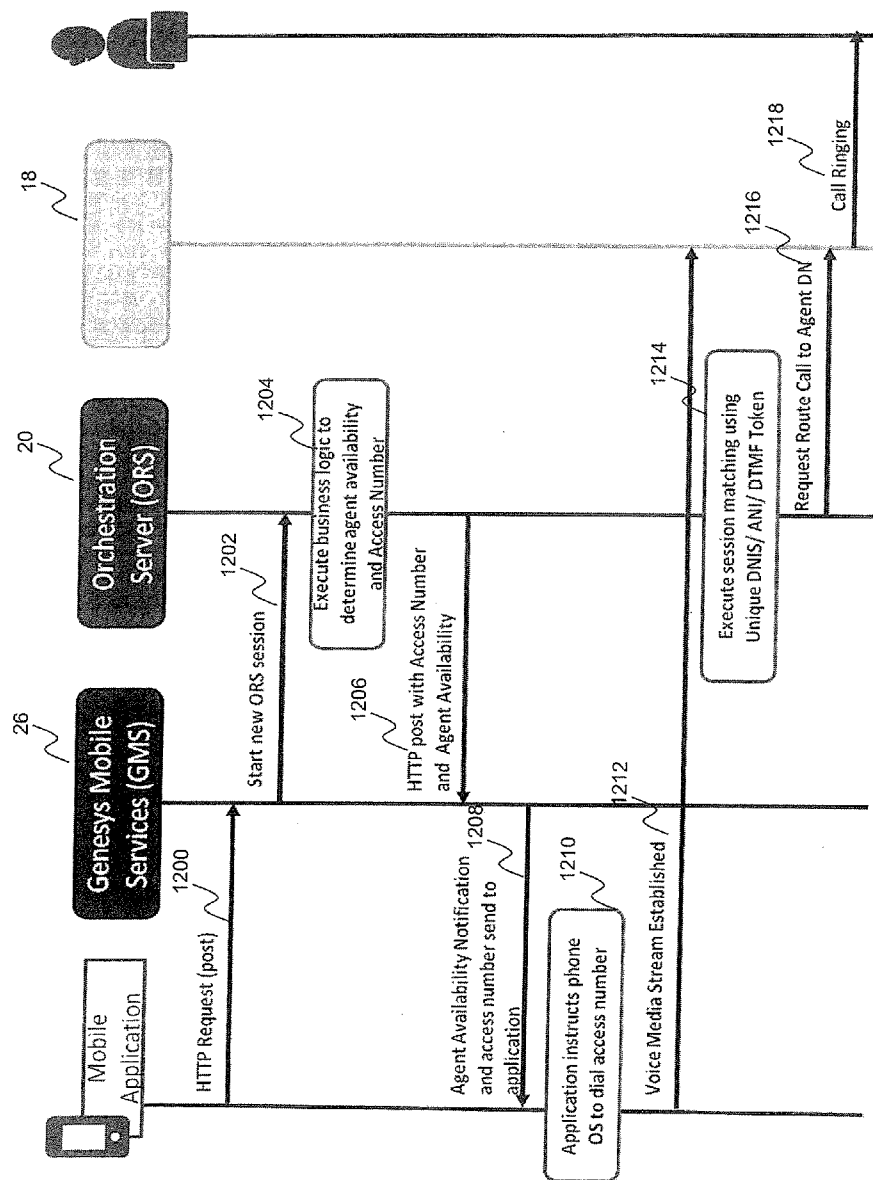 Mobile
Application
26
Genesys Mobile
Services (GMS)
20
Orchestration
Server (ORS)
18
HTTP Request (post)
1200
Start new ORS session
1202
Execute business logic to
determine agent availability
and Access Number
1204
1206
HTTP post with Access Number
and Agent Availability
Agent Availability Notification
and access number send to
application
1208
Application instructs phone
OS to dial access number
1210
Voice Media Stream Established
1212
Execute session matching using
Unique DNIS/ ANI/ DTMF Token
1214
Request Route Call to Agent DN
1216
Call Ringing
1218